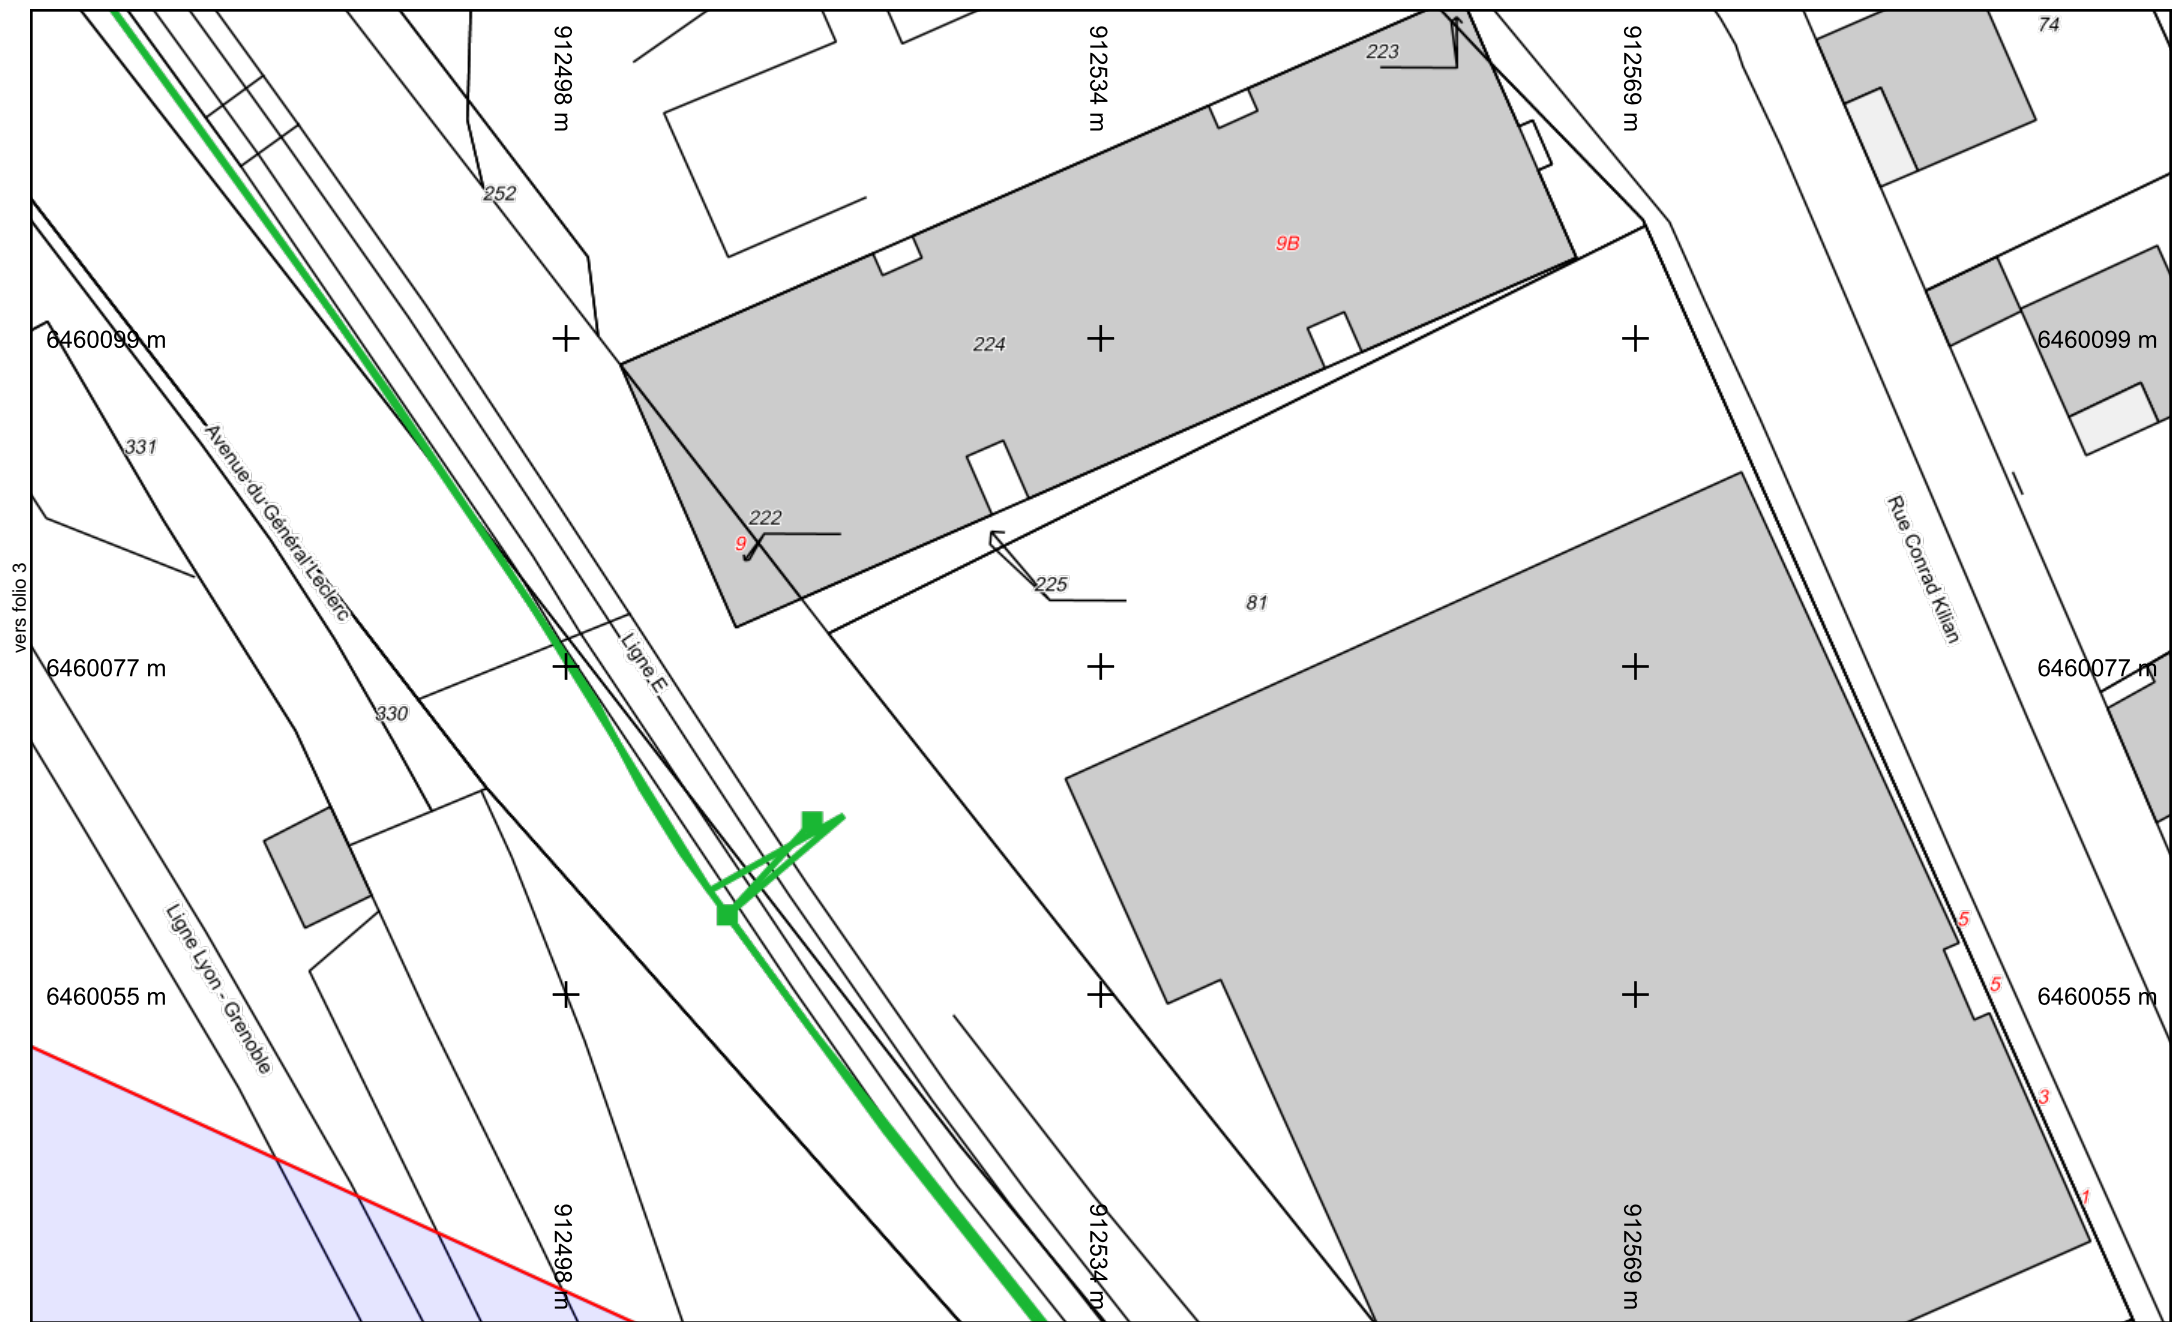 74
912498 m
912534 m
912569 m
223
252
9B
6460099 m
224
6460099 m
331
Avenue du Général Leclerc
222
9
225
81
Rue Conrad Kilian
vers folio 3
Ligne E
6460077 m
6460077 m
330
Ligne Lyon - Grenoble
5
5
6460055 m
6460055 m
3
1
912498 m
912534 m
912569 m